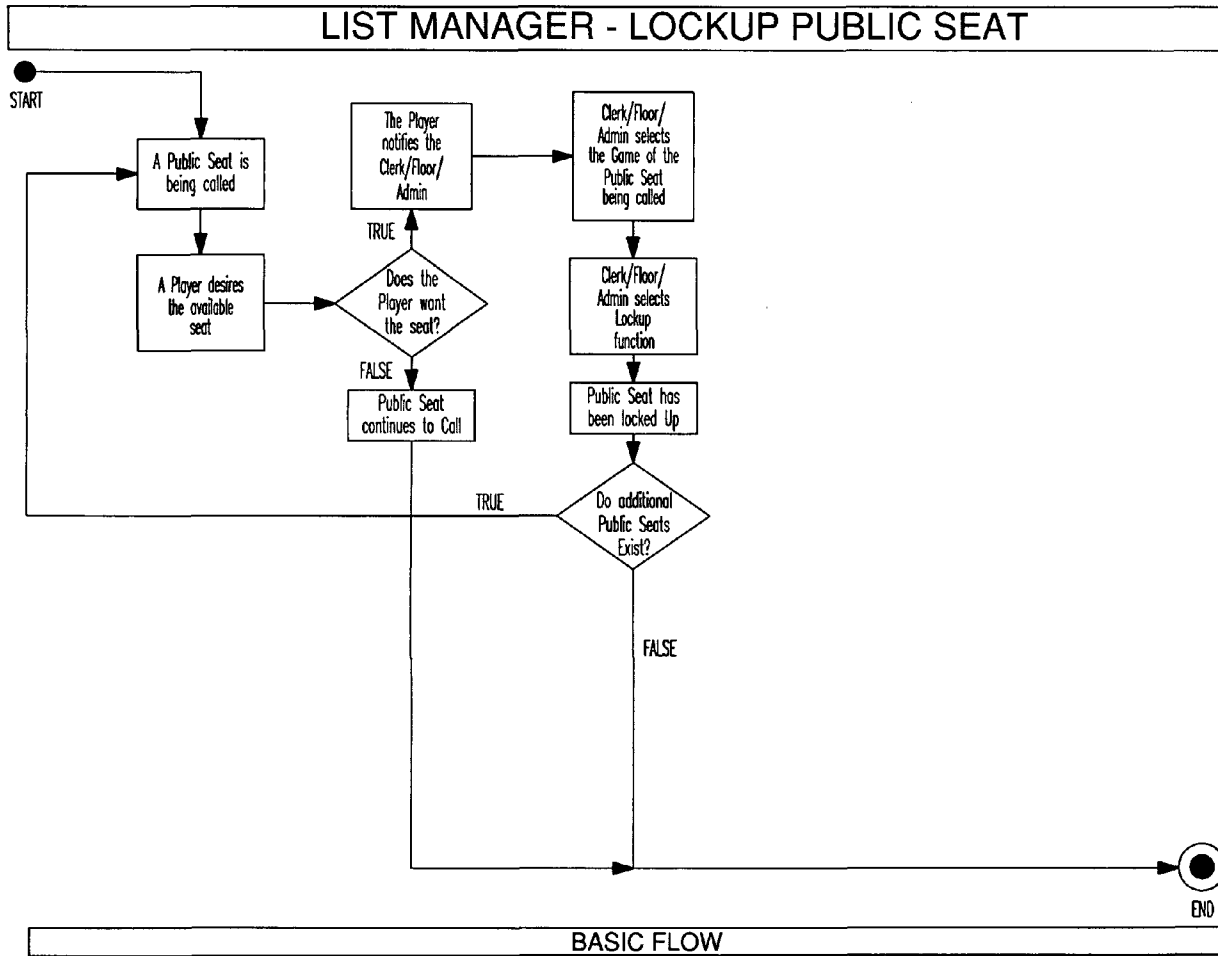 LIST MANAGER - LOCKUP PUBLIC SEAT
START
A Public Seat is
being called
A Player desires
the available
seat
The Player
notifies the
Clerk/Floor/
Admin
TRUE
Does the
Player want
the seat?
FALSE
Public Seat
continues to Call
Clerk/Floor/
Admin selects
the Game of the
Public Seat
being called
Clerk/Floor/
Admin selects
Lockup
function
Public Seat has
been locked Up
Do additional
Public Seats
Exist?
TRUE
FALSE
END
BASIC FLOW